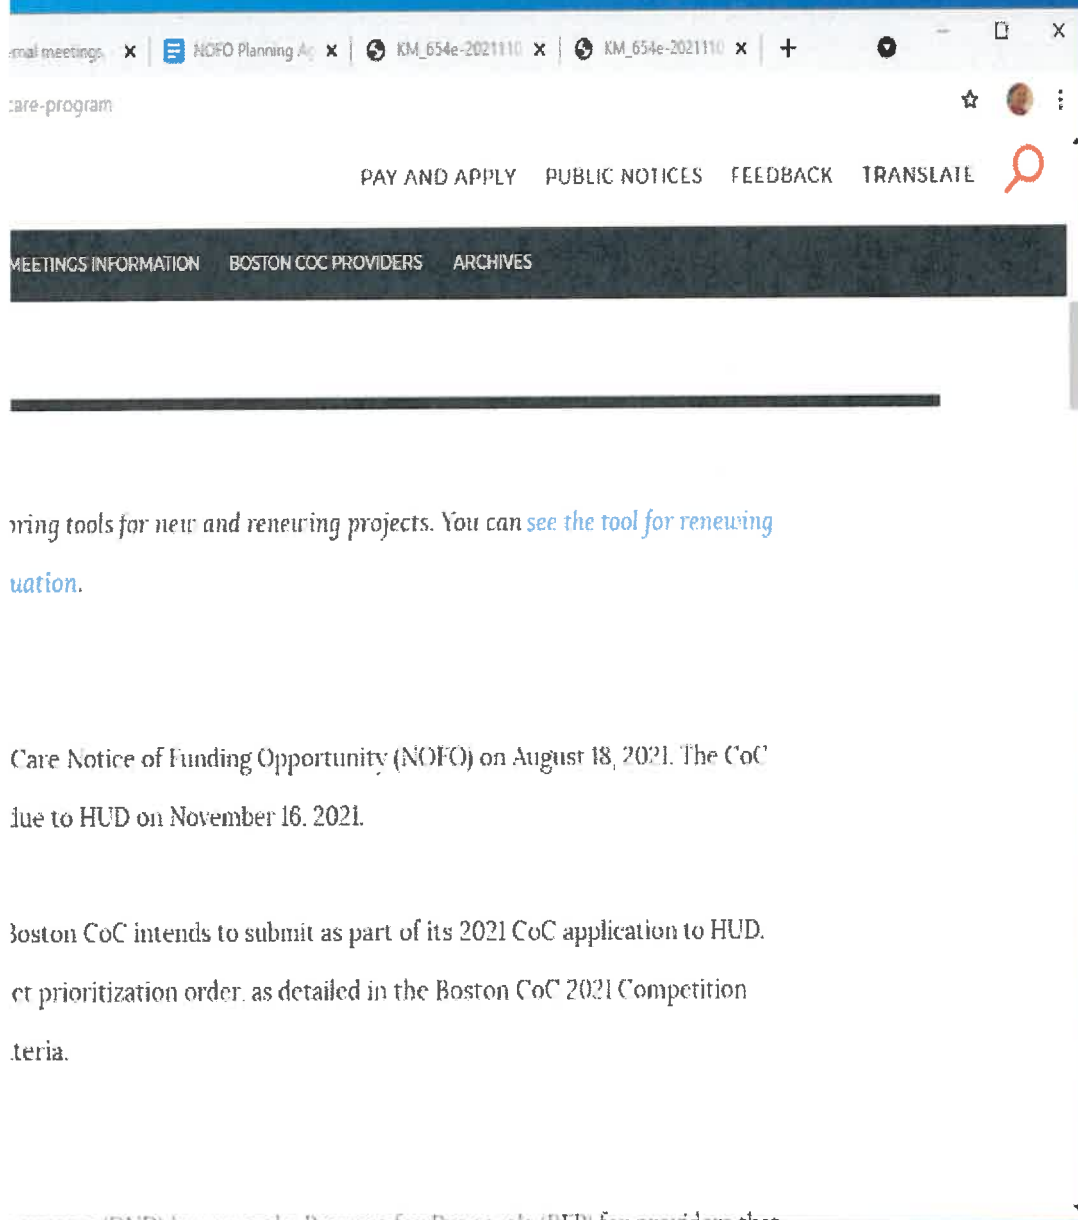 meetings x NOFO Planning x KM_654e-2021110 x KM_654e-2021110 x +
care-program
PAY AND APPLY PUBLIC NOTICES FEEDBACK TRANSLATE
MEETINGS INFORMATION BOSTON COC PROVIDERS ARCHIVES
oring tools for new and renewing projects. You can see the tool for renewing
uation.
Care Notice of Funding Opportunity (NOFO) on August 18, 2021. The CoC
due to HUD on November 16, 2021.
Boston CoC intends to submit as part of its 2021 CoC application to HUD.
ct prioritization order, as detailed in the Boston CoC 2021 Competition
teria.